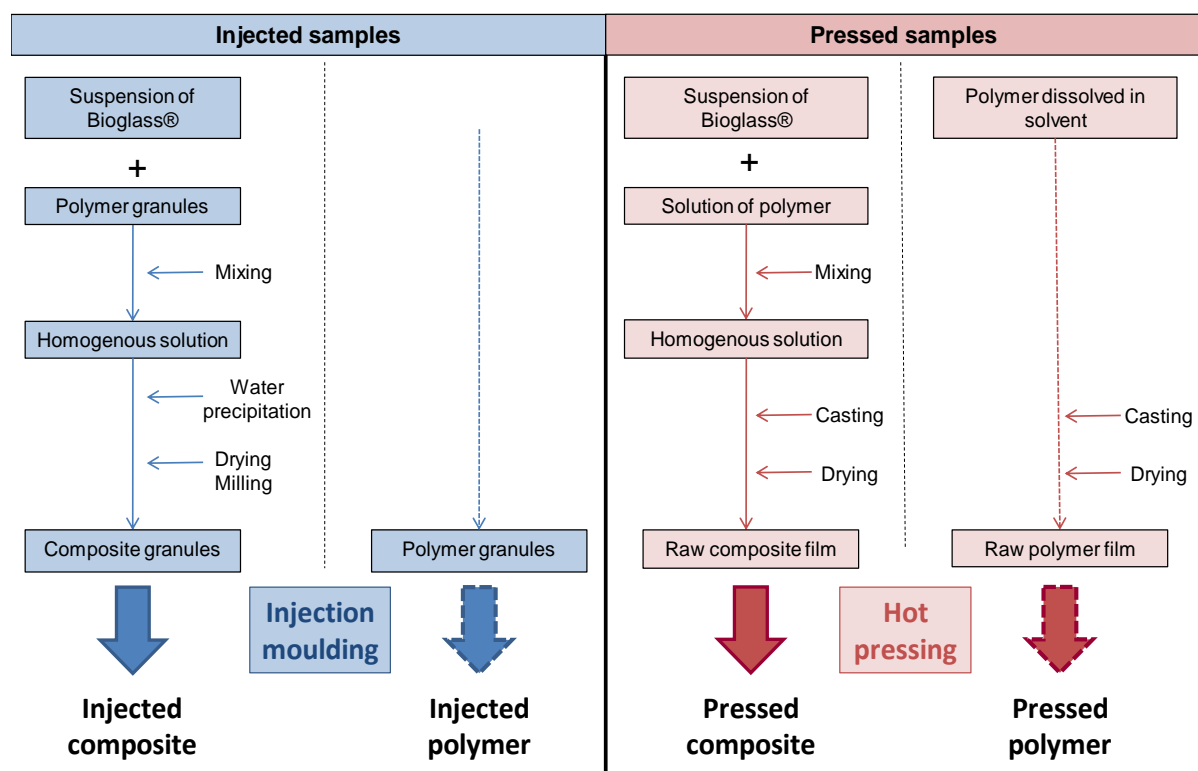 Injected samples
Suspension of
Bioglass®
+
Polymer granules
Mixing
Homogenous solution
Water
precipitation
Drying
Milling
Composite granules
Polymer granules
Injection
moulding
Injected
composite
Injected
polymer
Pressed samples
Suspension of
Bioglass®
+
Solution of polymer
Mixing
Homogenous solution
Casting
Drying
Raw composite film
Polymer dissolved in
solvent
Casting
Drying
Raw polymer film
Hot
pressing
Pressed
composite
Pressed
polymer